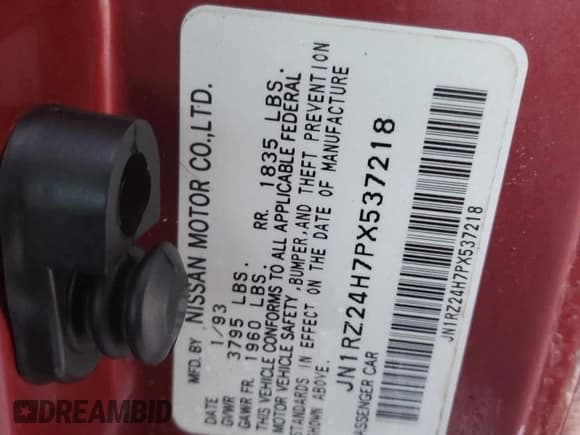 MFD. BY NISSAN MOTOR CO.,LTD.
DATE 1/93
GVWR 3795 LBS.
GAWR FR. 1960 LBS. RR. 1835 LBS.
THIS VEHICLE CONFORMS TO ALL APPLICABLE FEDERAL
MOTOR VEHICLE SAFETY ,BUMPER,AND THEFT PREVENTION
STANDARDS IN EFFECT ON THE DATE OF MANUFACTURE
SHOWN ABOVE.
JN1RZ24H7PX537218
PASSENGER CAR
JN1RZ24H7PX537218
DREAMBID